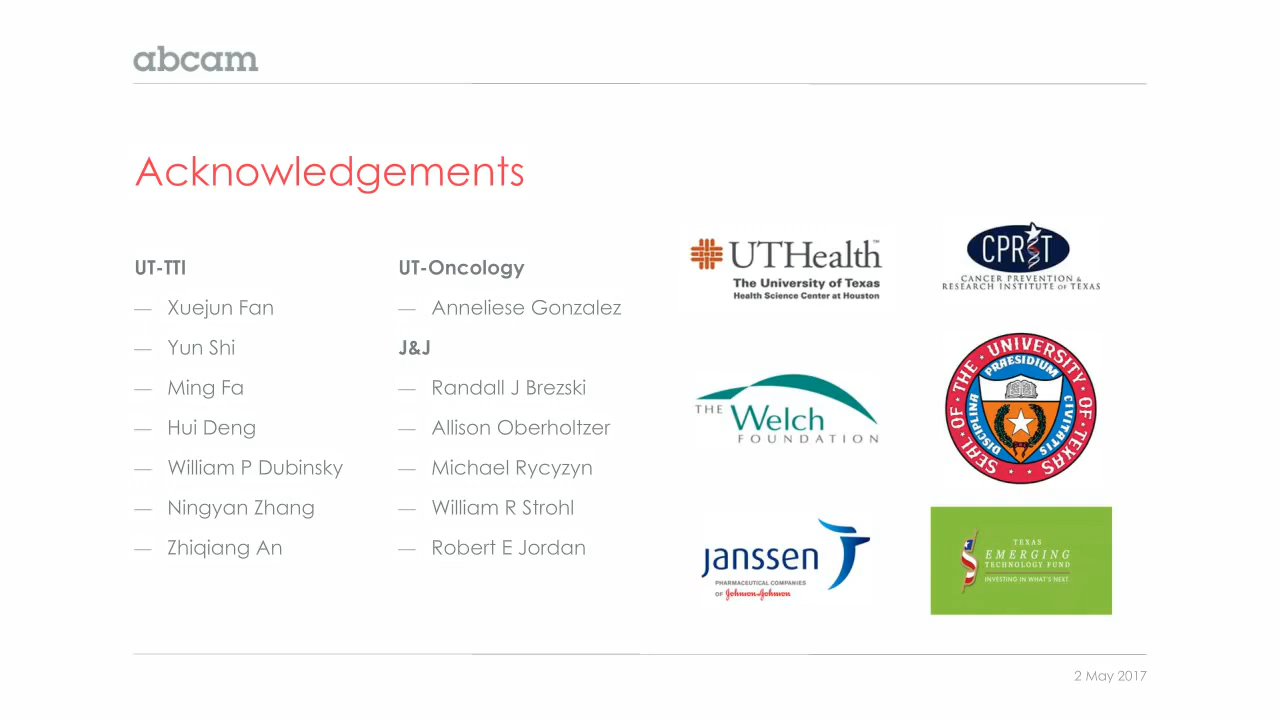 abcam
Acknowledgements
UT-TTI
— Xuejun Fan
— Yun Shi
— Ming Fa
— Hui Deng
— William P Dubinsky
— Ningyan Zhang
— Zhiqiang An
UT-Oncology
— Anneliese Gonzalez
J&J
— Randall J Brezski
— Allison Oberholtzer
— Michael Rycyzyn
— William R Strohl
— Robert E Jordan
UTHealth™
The University of Texas
Health Science Center at Houston
CPRIT
CANCER PREVENTION &
RESEARCH INSTITUTE OF TEXAS
THE Welch
FOUNDATION
SEAL OF THE UNIVERSITY OF TEXAS
PRAESIDIUM
DISCIPLINA
CIVITATIS
janssen
PHARMACEUTICAL COMPANIES
OF Johnson & Johnson
TEXAS
EMERGING
TECHNOLOGY FUND
INVESTING IN WHAT'S NEXT
2 May 2017